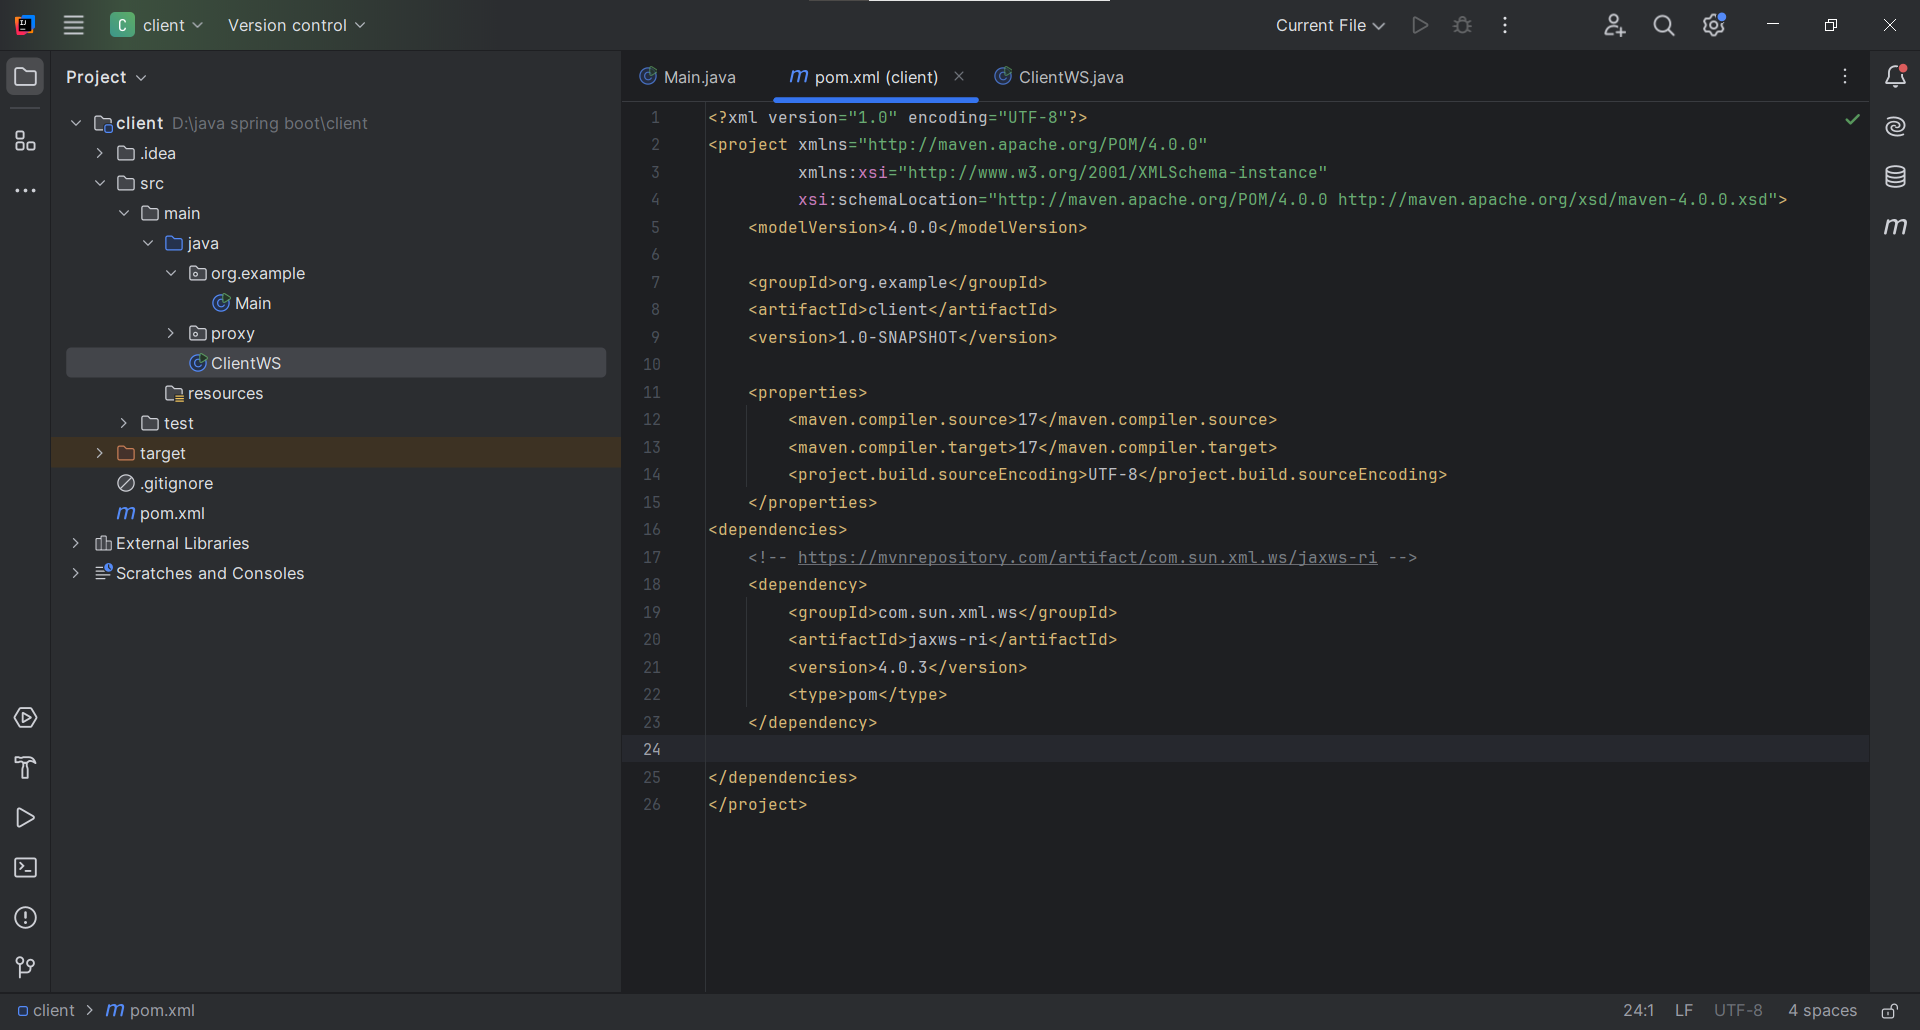 C client Version control Current File
Project
client D:\java spring boot\client
.idea
src
main
java
org.example
Main
proxy
ClientWS
resources
test
target
.gitignore
m pom.xml
External Libraries
Scratches and Consoles
Main.java m pom.xml (client) ClientWS.java
1 <?xml version="1.0" encoding="UTF-8"?>
2 <project xmlns="http://maven.apache.org/POM/4.0.0"
3 xmlns:xsi="http://www.w3.org/2001/XMLSchema-instance"
4 xsi:schemaLocation="http://maven.apache.org/POM/4.0.0 http://maven.apache.org/xsd/maven-4.0.0.xsd">
5 <modelVersion>4.0.0</modelVersion>
6
7 <groupId>org.example</groupId>
8 <artifactId>client</artifactId>
9 <version>1.0-SNAPSHOT</version>
10
11 <properties>
12 <maven.compiler.source>17</maven.compiler.source>
13 <maven.compiler.target>17</maven.compiler.target>
14 <project.build.sourceEncoding>UTF-8</project.build.sourceEncoding>
15 </properties>
16 <dependencies>
17 <!-- https://mvnrepository.com/artifact/com.sun.xml.ws/jaxws-ri -->
18 <dependency>
19 <groupId>com.sun.xml.ws</groupId>
20 <artifactId>jaxws-ri</artifactId>
21 <version>4.0.3</version>
22 <type>pom</type>
23 </dependency>
24
25 </dependencies>
26 </project>
m
client > m pom.xml 24:1 LF UTF-8 4 spaces